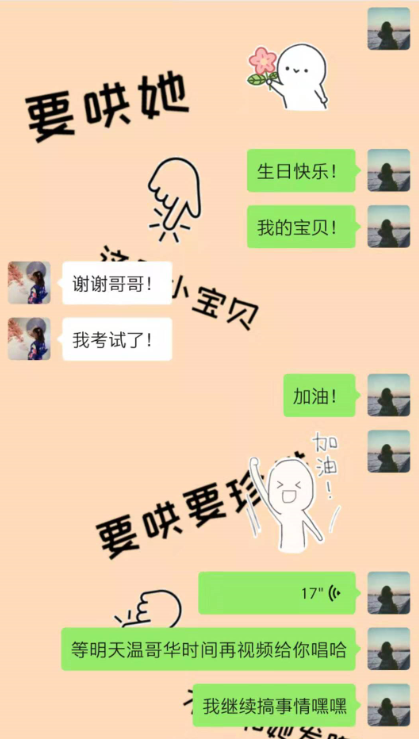 要哄她
生日快乐！
我的宝贝！
谢谢哥哥！
小宝贝
我考试了！
加油！
加油！
要哄要珍
17"
等明天温哥华时间再视频给你唱哈
我继续搞事情嘿嘿